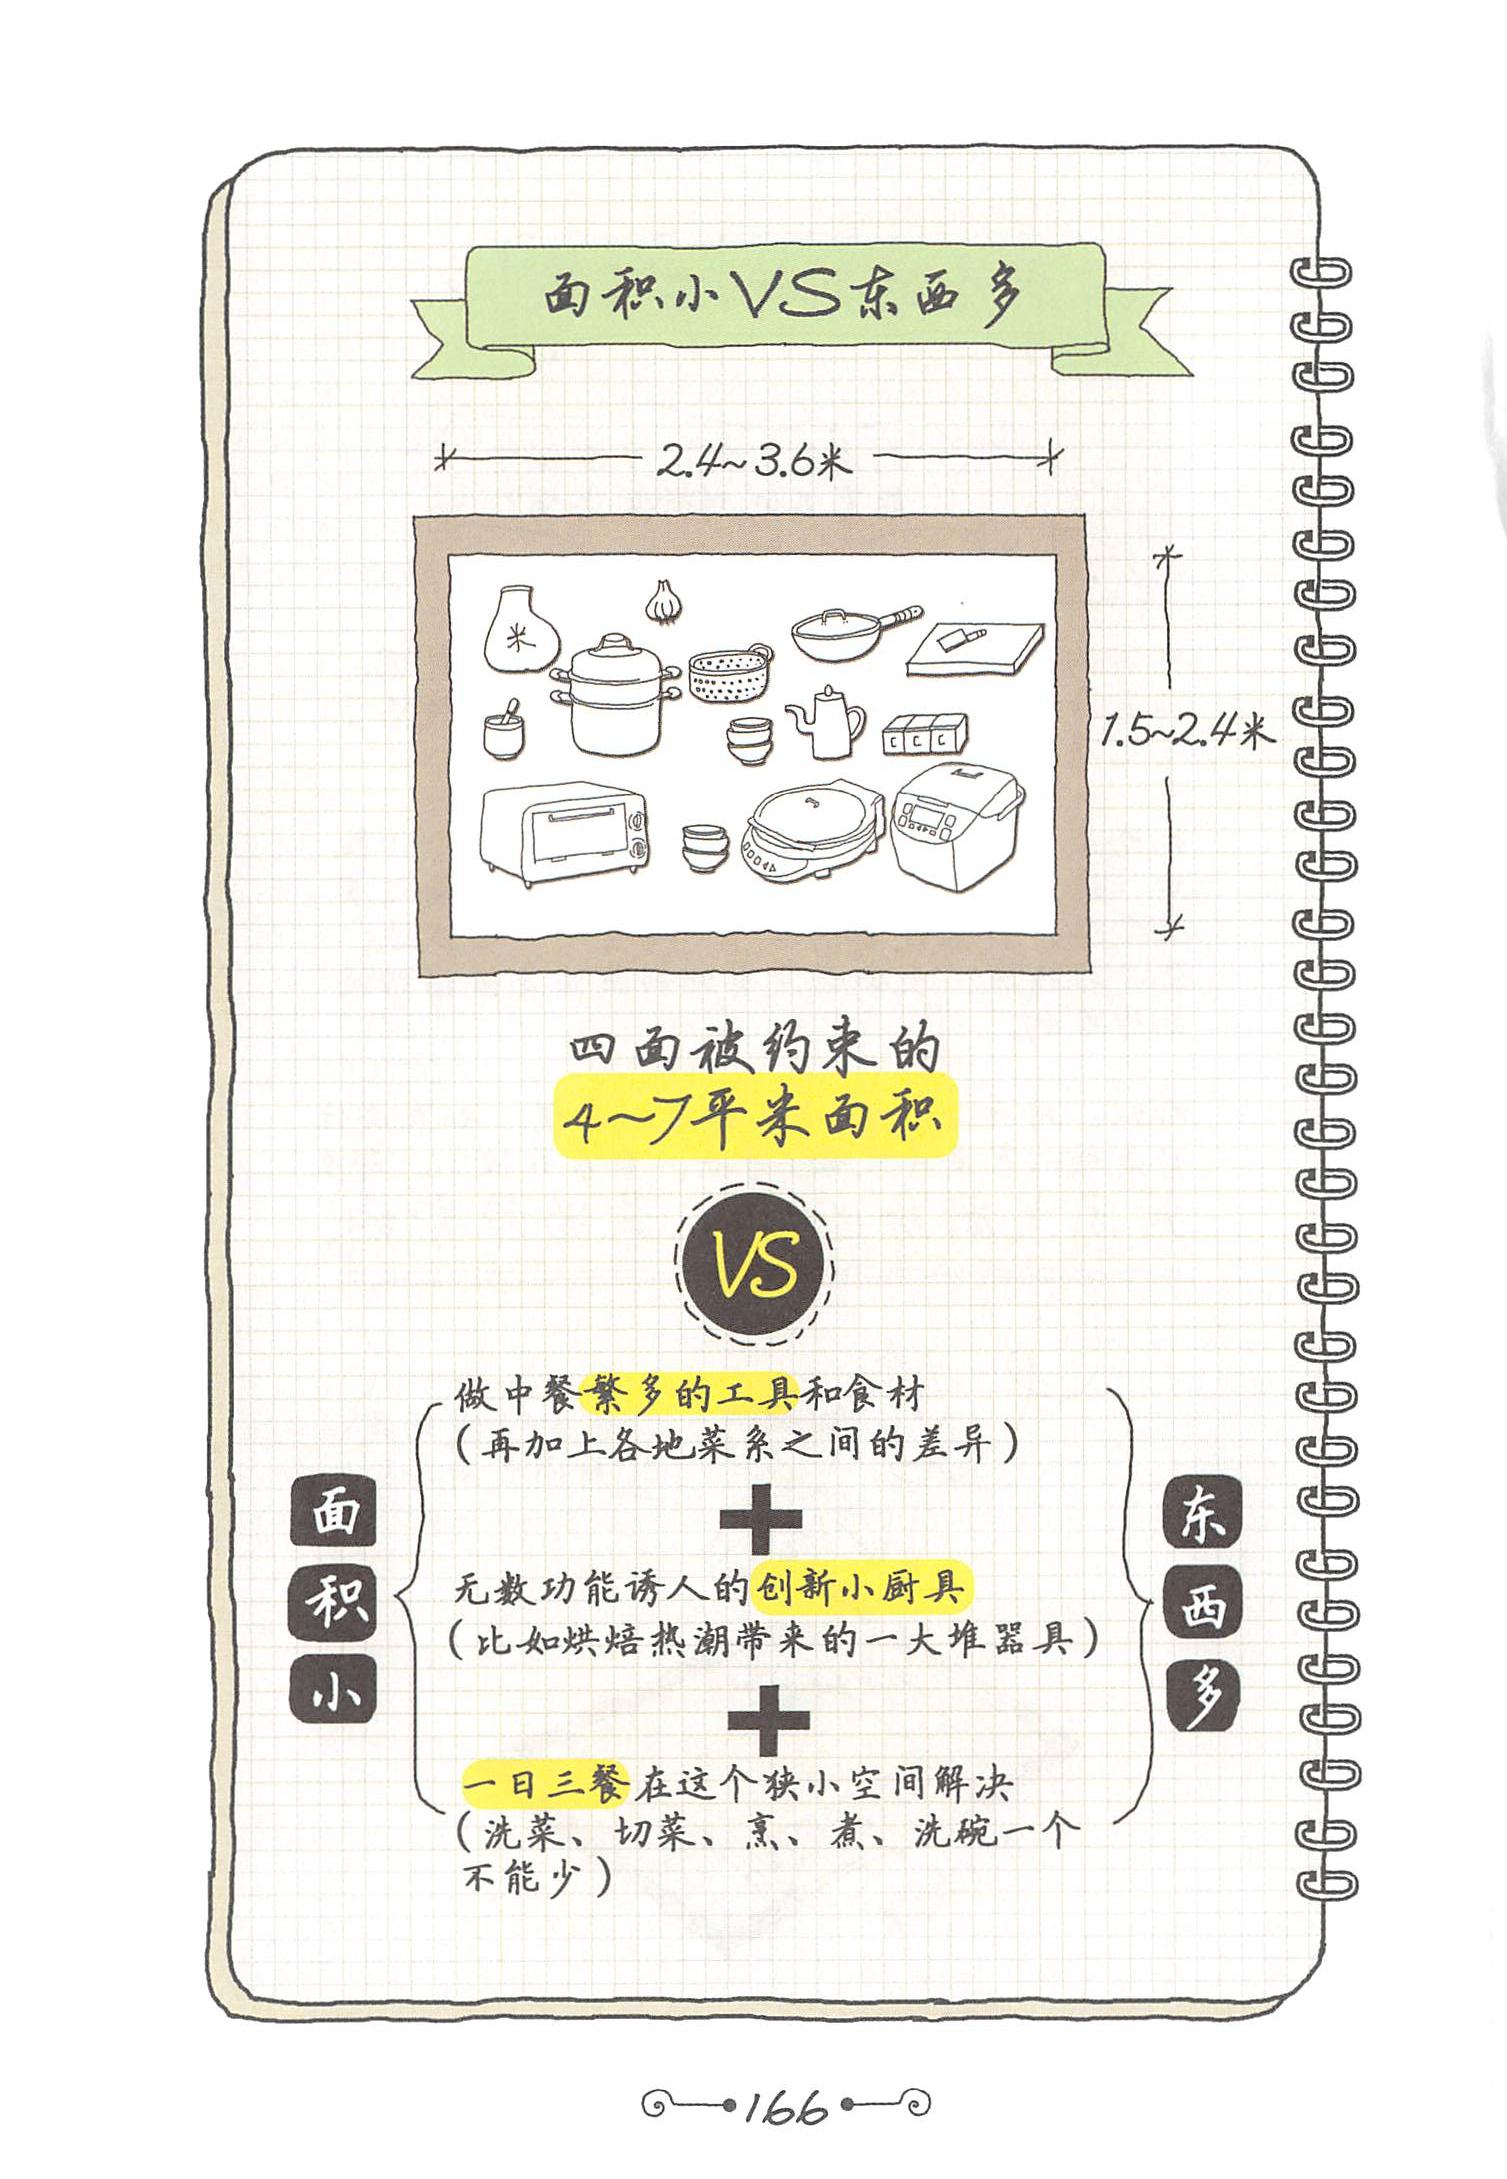 面积小VS东西多
2.4~3.6米
米
1.5~2.4米
四面被约束的
4~7平米面积
VS
做中餐繁多的工具和食材
（再加上各地菜系之间的差异）
+
无数功能诱人的创新小厨具
（比如烘焙热潮带来的一大堆器具）
+
一日三餐在这个狭小空间解决
（洗菜、切菜、烹、煮、洗碗一个
不能少）
面
积
小
东
西
多
166